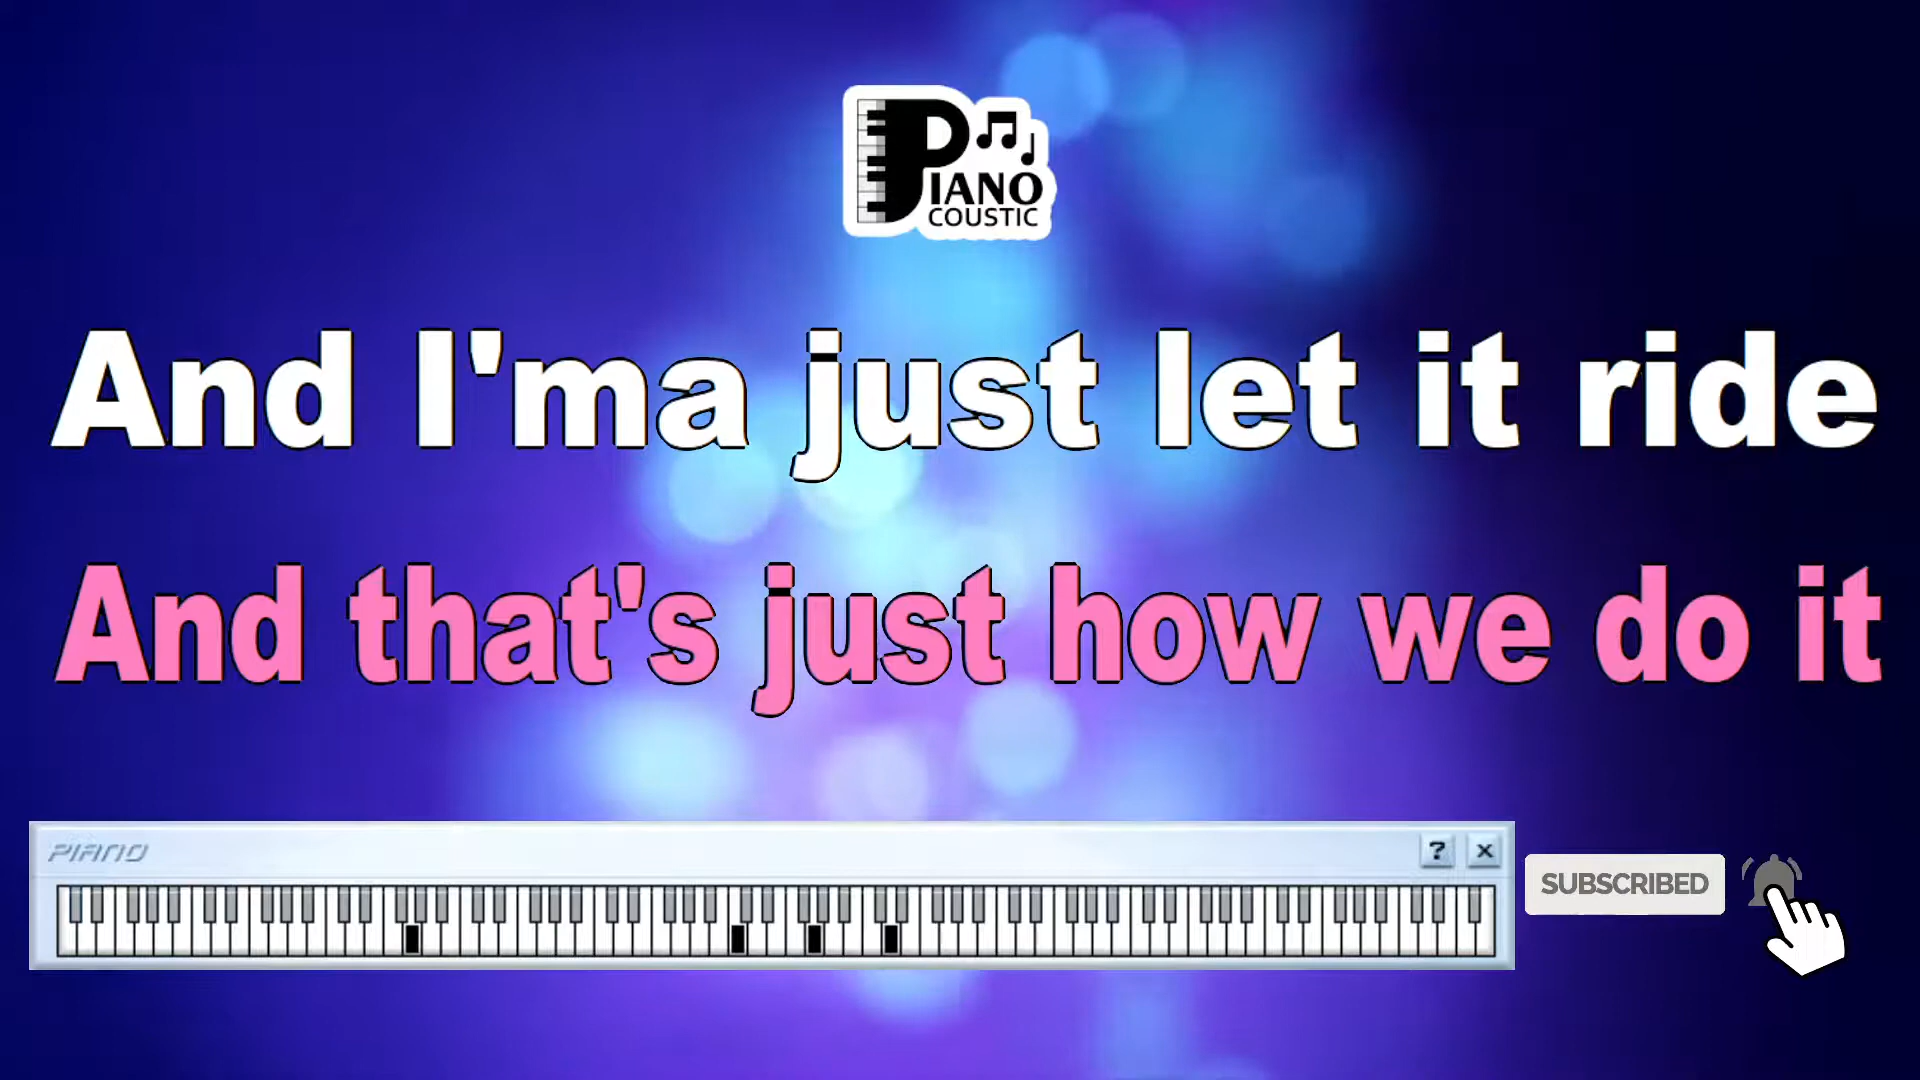 PIANO
COUSTIC
And I'ma just let it ride
And that's just how we do it
PIANO
? x
SUBSCRIBED